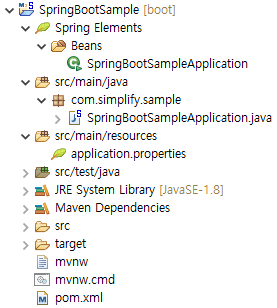 SpringBootSample [boot]
Spring Elements
Beans
SpringBootSampleApplication
src/main/java
com.simplify.sample
SpringBootSampleApplication.java
src/main/resources
application.properties
src/test/java
JRE System Library [JavaSE-1.8]
Maven Dependencies
src
target
mvnw
mvnw.cmd
pom.xml